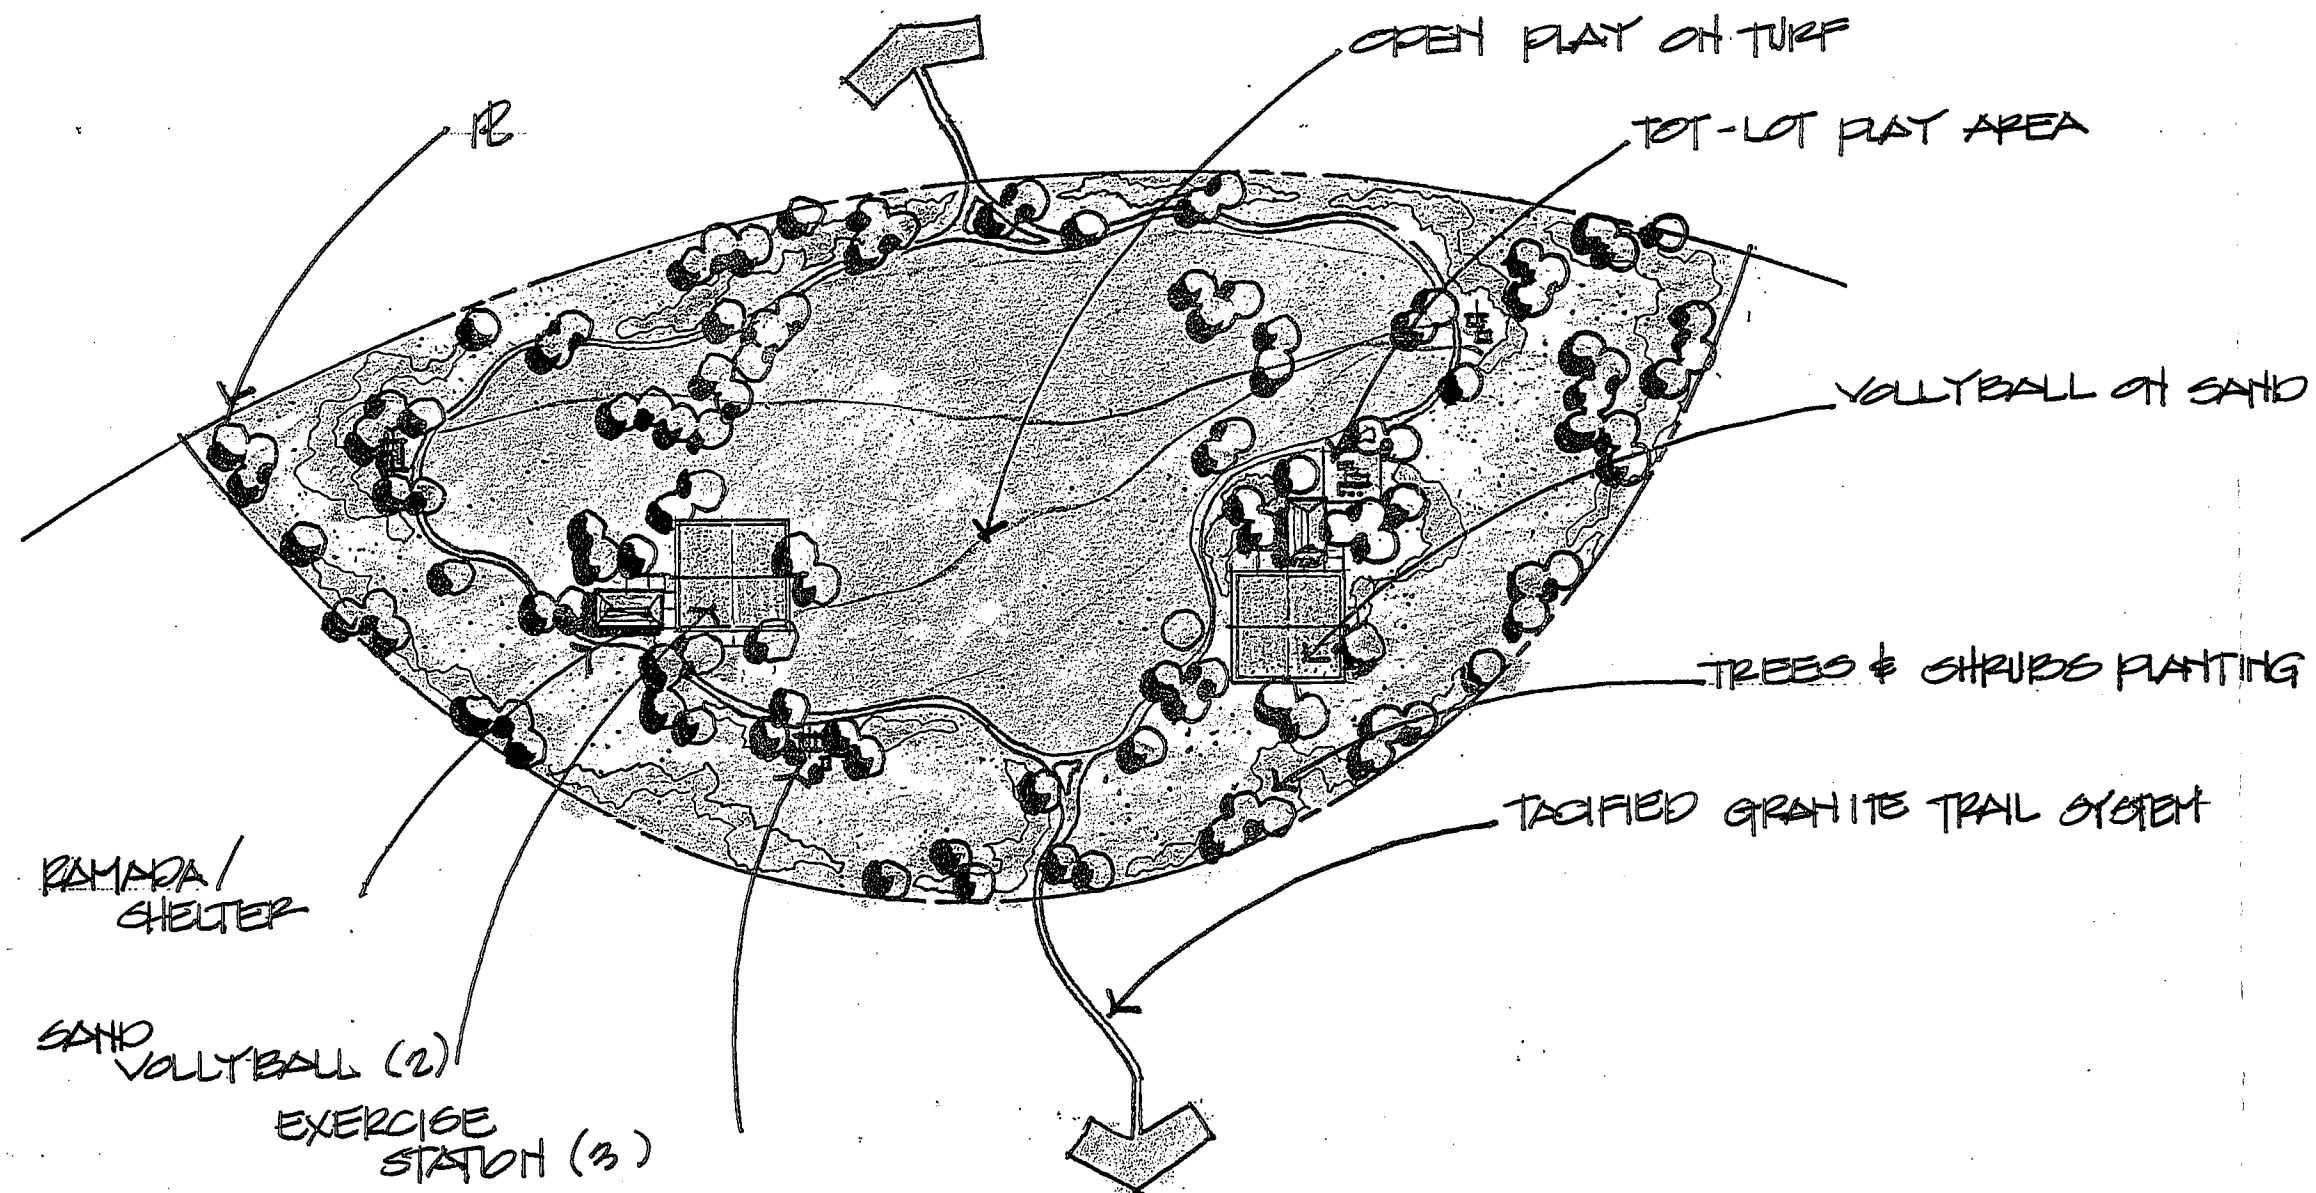 OPEN PLAY ON TURF
PL
TOT-LOT PLAY AREA
VOLLYBALL ON SAND
TREES & SHRUBS PLANTING
TACIFIED GRANITE TRAIL SYSTEM
RAMADA/
SHELTER
SAND
VOLLYBALL (2)
EXERCISE
STATION (3)